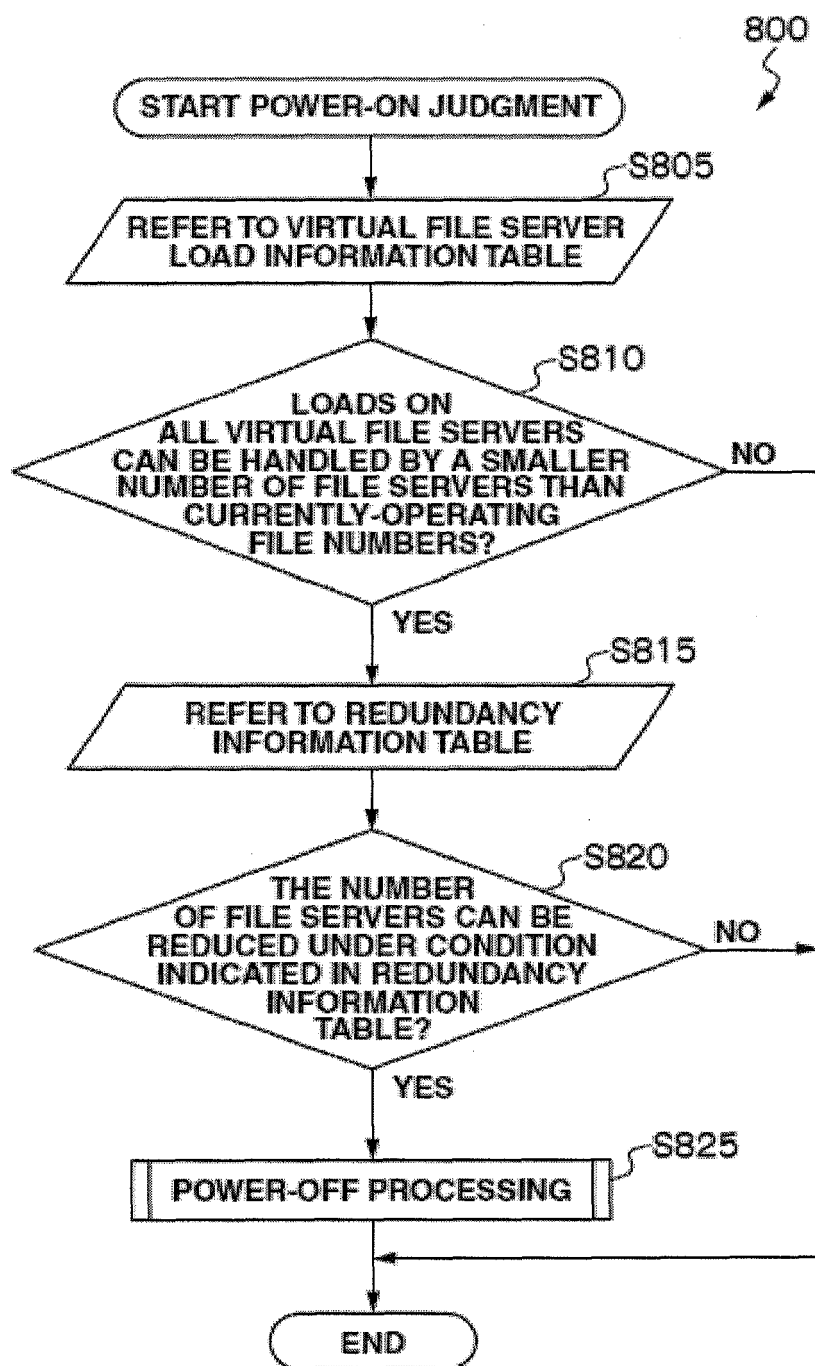 800
START POWER-ON JUDGMENT
S805
REFER TO VIRTUAL FILE SERVER
LOAD INFORMATION TABLE
S810
LOADS ON
ALL VIRTUAL FILE SERVERS
CAN BE HANDLED BY A SMALLER
NUMBER OF FILE SERVERS THAN
CURRENTLY-OPERATING
FILE NUMBERS?
NO
YES
S815
REFER TO REDUNDANCY
INFORMATION TABLE
S820
THE NUMBER
OF FILE SERVERS CAN BE
REDUCED UNDER CONDITION
INDICATED IN REDUNDANCY
INFORMATION
TABLE?
NO
YES
S825
POWER-OFF PROCESSING
END